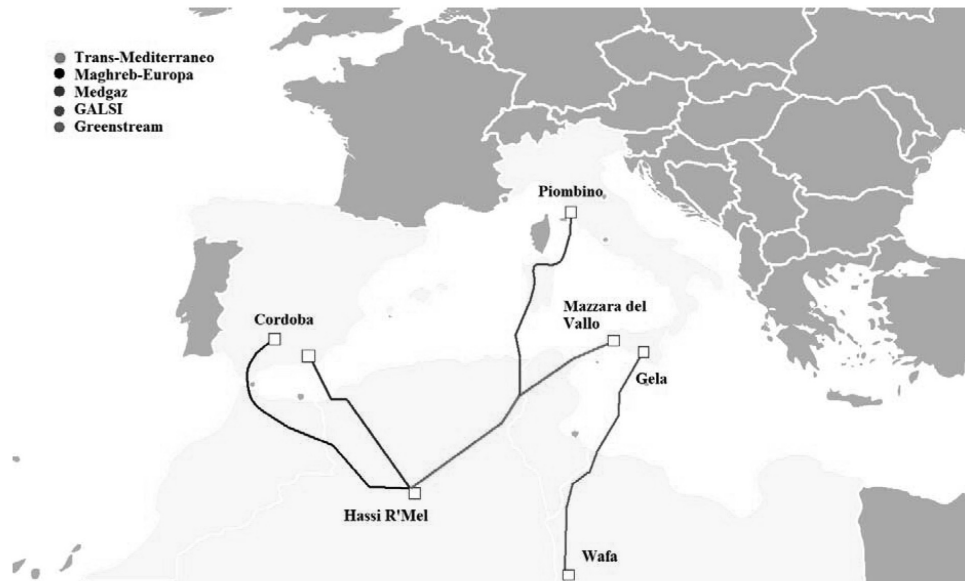 Trans-Mediterraneo
Maghreb-Europa
Medgaz
GALSI
Greenstream
Piombino
Mazzara del
Vallo
Cordoba
Gela
Hassi R'Mel
Wafa